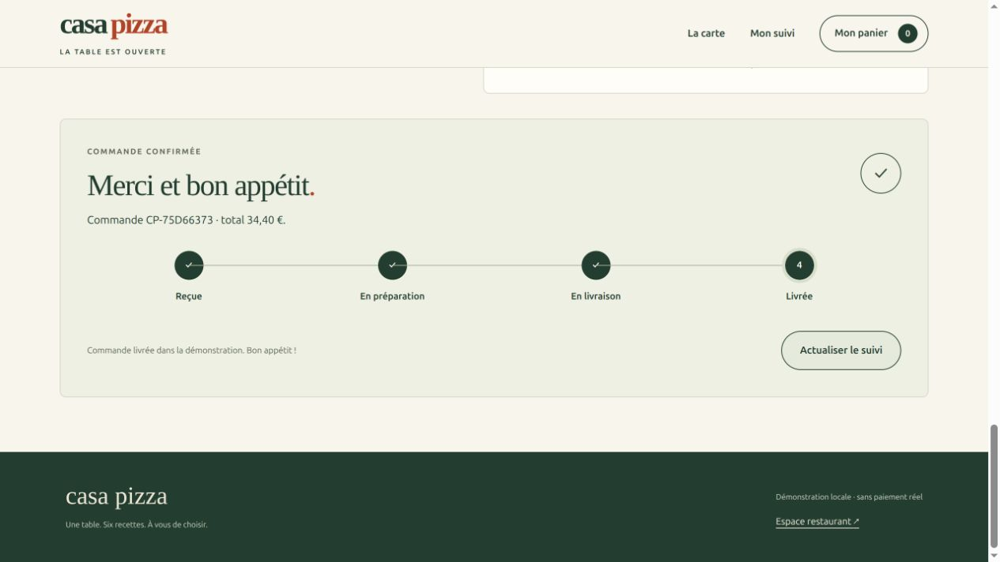 casa pizza
LA TABLE EST OUVERTE
La carte
Mon suivi
Mon panier 0
COMMANDE CONFIRMÉE
Merci et bon appétit.
Commande CP-75D66373 · total 34,40 €.
4
Reçue
En préparation
En livraison
Livrée
Commande livrée dans la démonstration. Bon appétit !
Actualiser le suivi
casa pizza
Une table. Six recettes. À vous de choisir.
Démonstration locale · sans paiement réel
Espace restaurant ↗